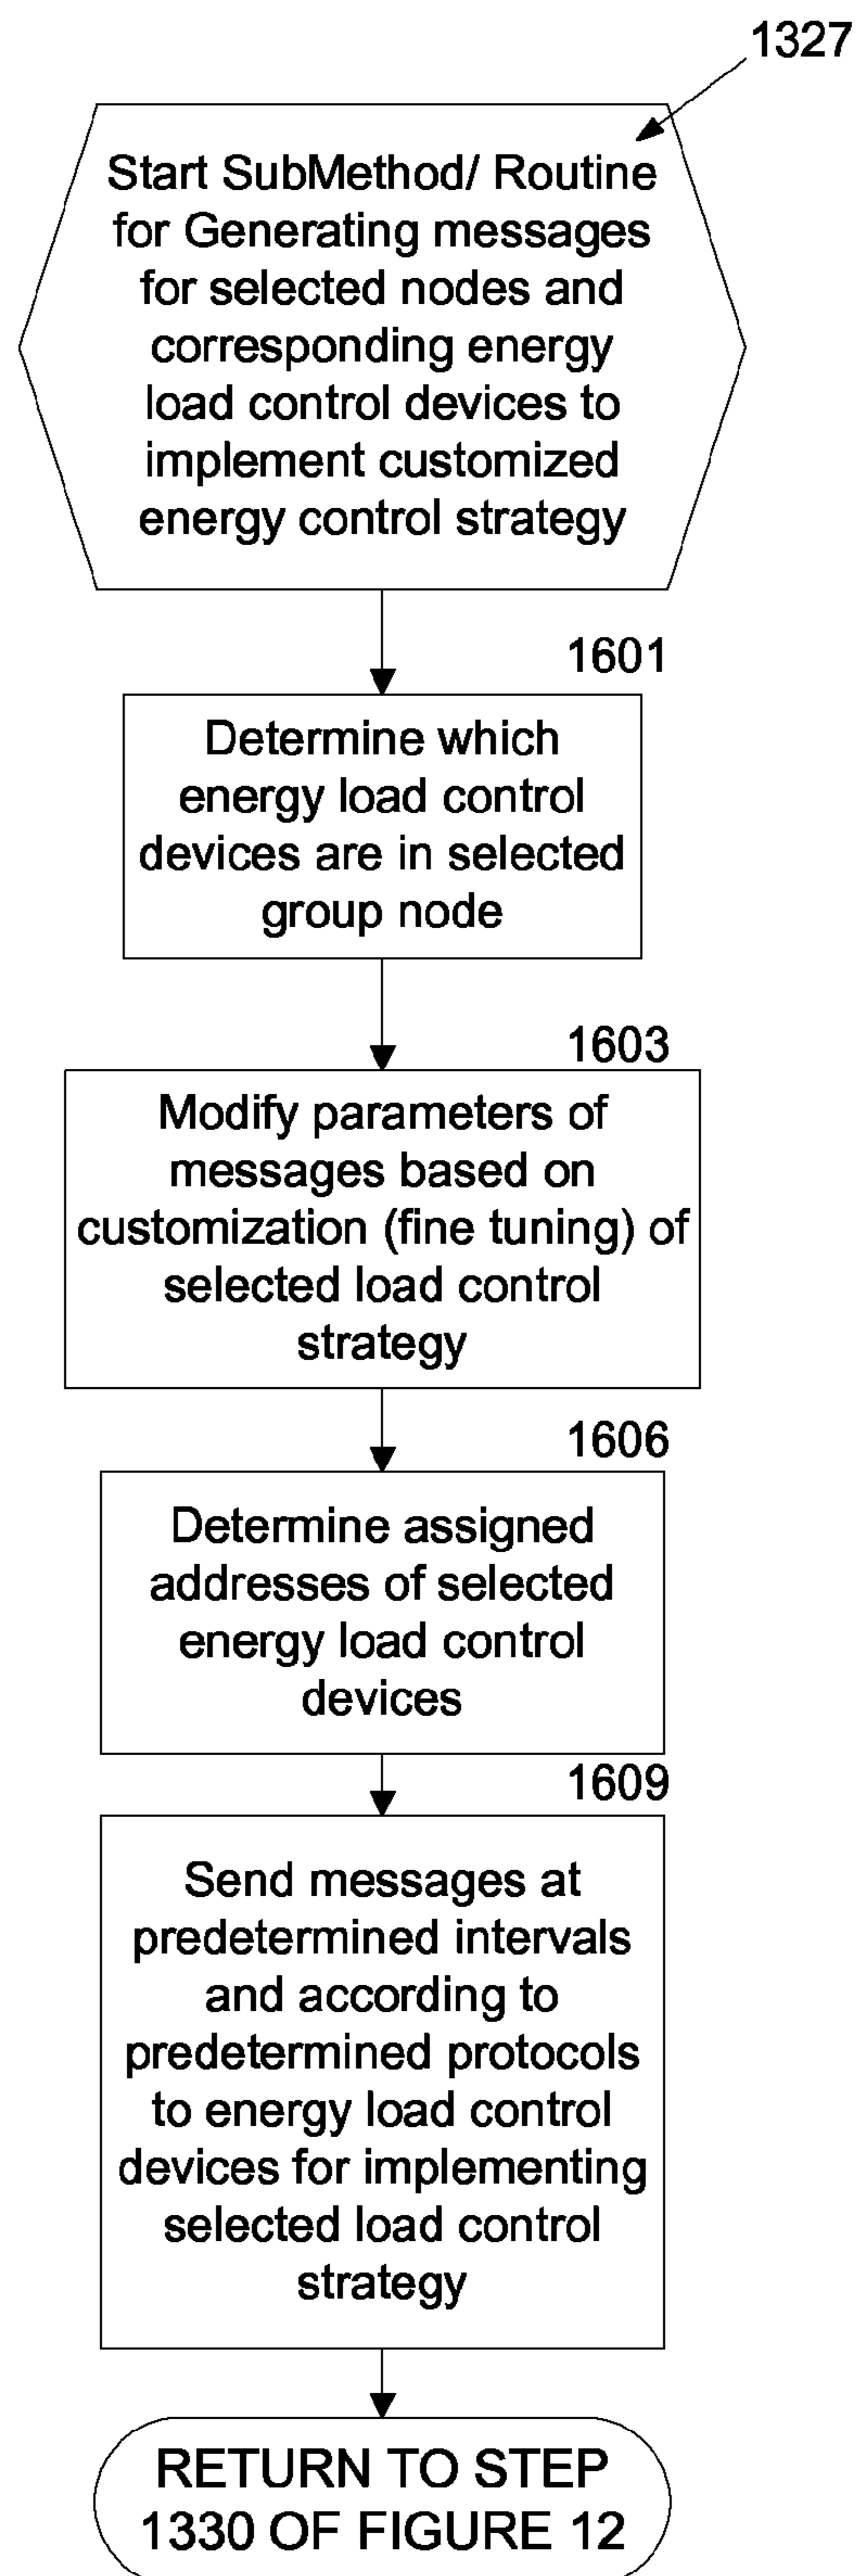 1327
Start SubMethod/ Routine
for Generating messages
for selected nodes and
corresponding energy
load control devices to
implement customized
energy control strategy
1601
Determine which
energy load control
devices are in selected
group node
1603
Modify parameters of
messages based on
customization (fine tuning) of
selected load control
strategy
1606
Determine assigned
addresses of selected
energy load control
devices
1609
Send messages at
predetermined intervals
and according to
predetermined protocols
to energy load control
devices for implementing
selected load control
strategy
RETURN TO STEP
1330 OF FIGURE 12